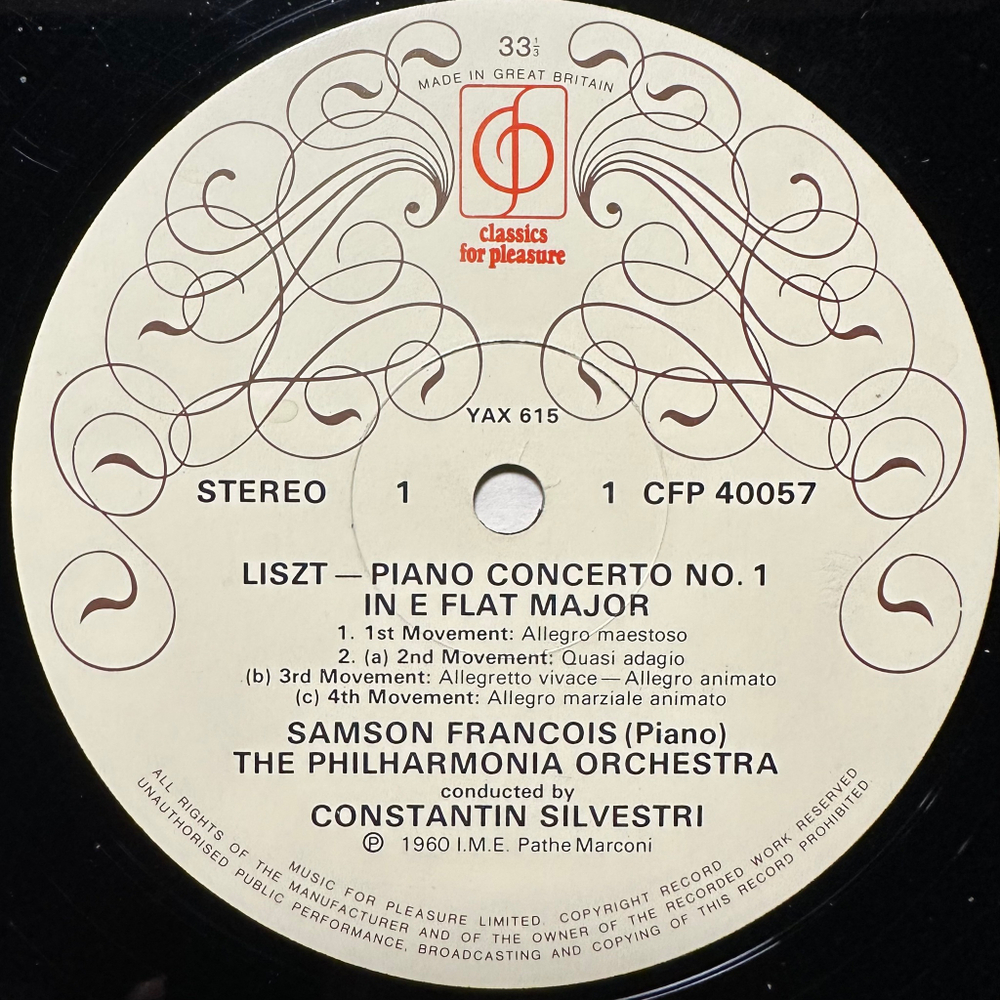 33⅓
MADE IN GREAT BRITAIN
classics
for pleasure
YAX 615
STEREO 1 1 CFP 40057
LISZT — PIANO CONCERTO NO. 1
IN E FLAT MAJOR
1. 1st Movement: Allegro maestoso
2. (a) 2nd Movement: Quasi adagio
(b) 3rd Movement: Allegretto vivace — Allegro animato
(c) 4th Movement: Allegro marziale animato
SAMSON FRANCOIS (Piano)
THE PHILHARMONIA ORCHESTRA
conducted by
CONSTANTIN SILVESTRI
℗ 1960 I.M.E. Pathe Marconi
MUSIC FOR PLEASURE LIMITED. COPYRIGHT RECORD
ALL RIGHTS OF THE MANUFACTURER AND OF THE OWNER OF THE RECORDED WORK RESERVED
UNAUTHORISED PUBLIC PERFORMANCE, BROADCASTING AND COPYING OF THIS RECORD PROHIBITED